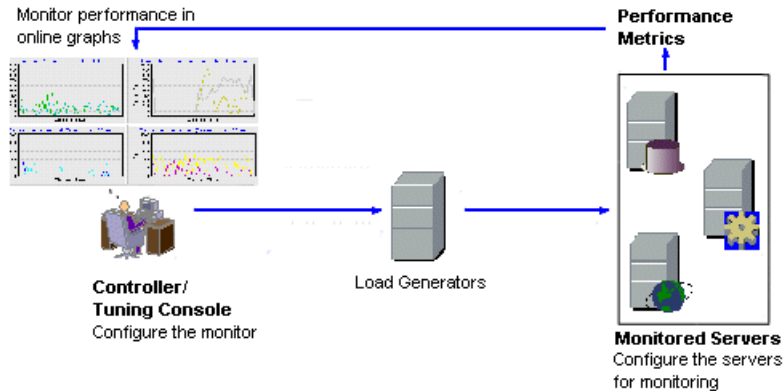 Monitor performance in
online graphs
Performance
Metrics
Controller/
Tuning Console
Configure the monitor
Load Generators
Monitored Servers
Configure the servers
for monitoring